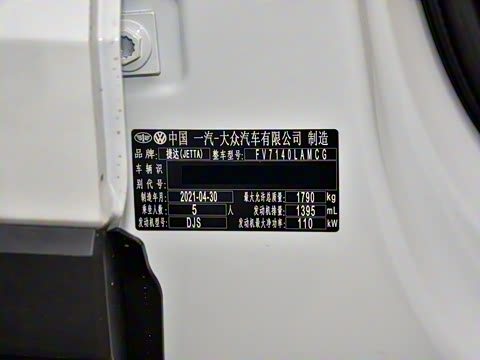 中国 一汽-大众汽车有限公司 制造
品牌: 捷达(JETTA) 整车型号: FV7140LAMCG
车辆识
别代号:
制造年月: 2021-04-30 最大允许总质量: 1790 kg
乘坐人数: 5 人 发动机排量: 1395 mL
发动机型号: DJS 发动机最大净功率: 110 kW